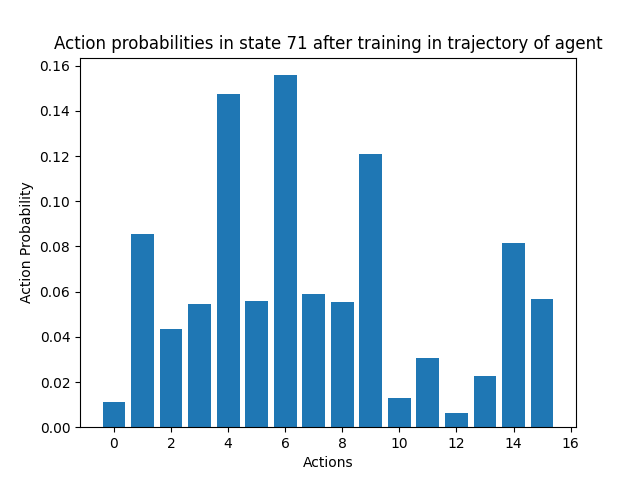 Action probabilities in state 71 after training in trajectory of agent
0.16
0.14
0.12
0.10
0.08
0.06
0.04
0.02
0.00
Action Probability
0 2 4 6 8 10 12 14 16
Actions